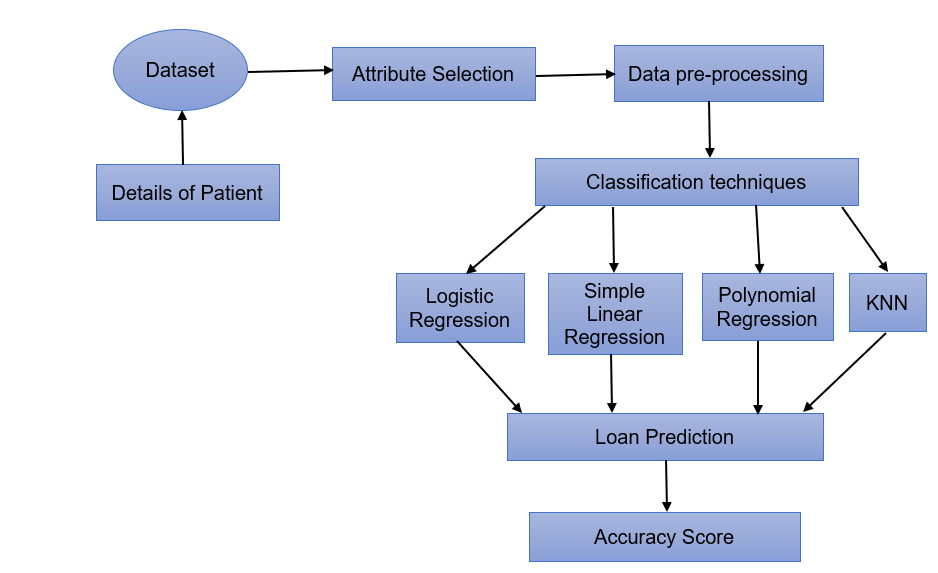 Dataset
Attribute Selection
Data pre-processing
Details of Patient
Classification techniques
Logistic
Regression
Simple
Linear
Regression
Polynomial
Regression
KNN
Loan Prediction
Accuracy Score